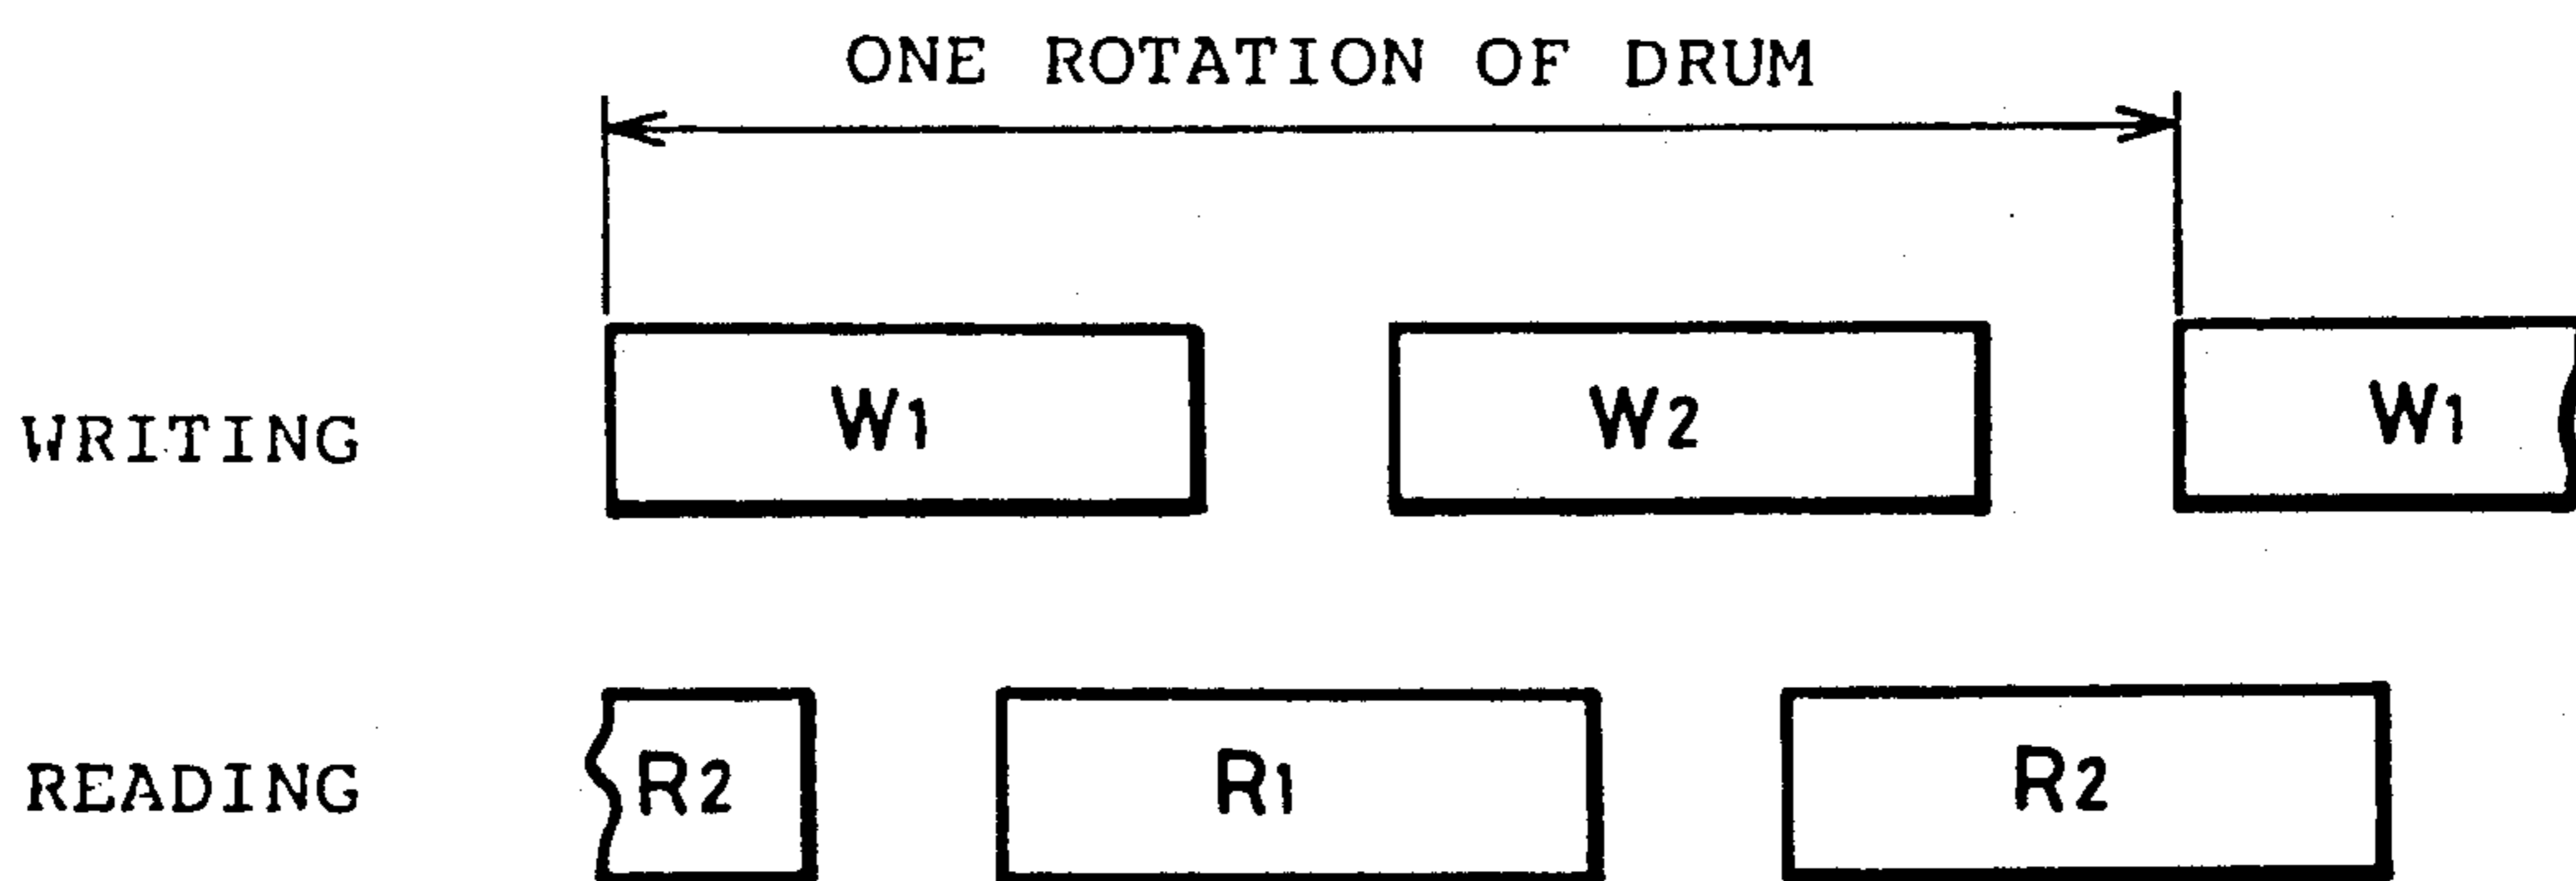 ONE ROTATION OF DRUM
WRITING W1 W2 W1
READING R2 R1 R2